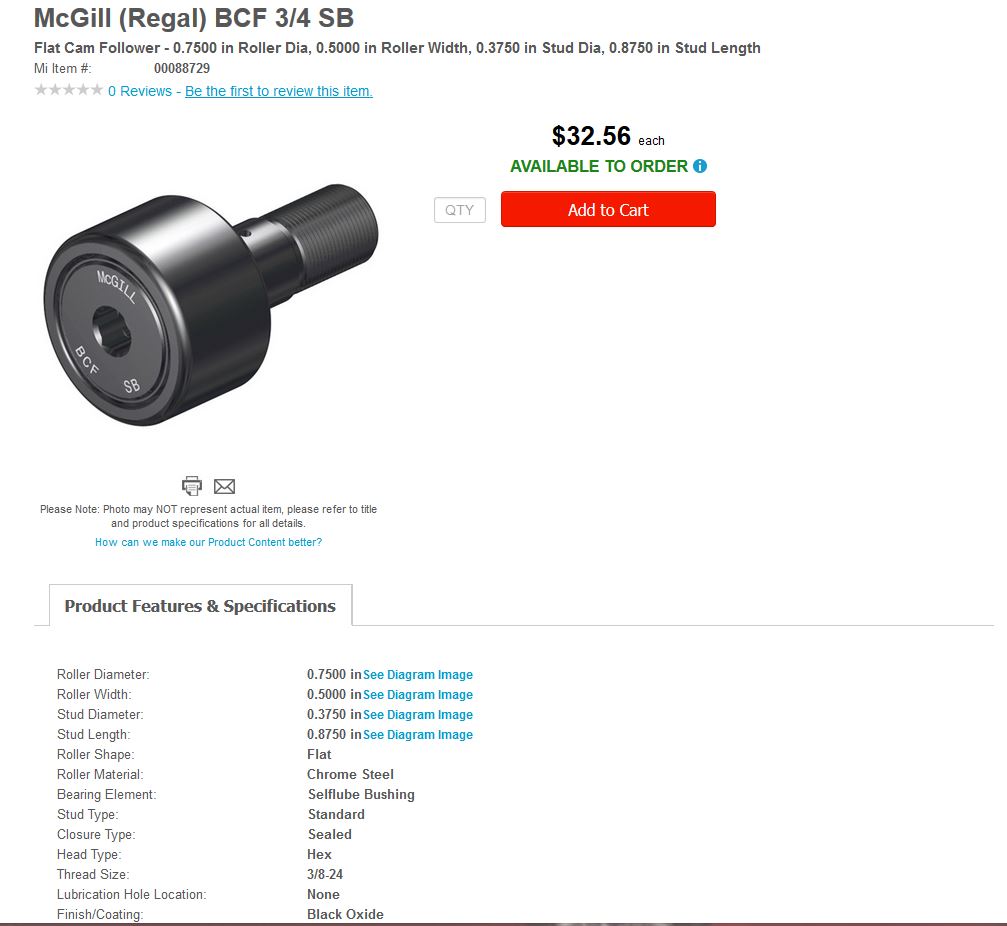 McGill (Regal) BCF 3/4 SB
Flat Cam Follower - 0.7500 in Roller Dia, 0.5000 in Roller Width, 0.3750 in Stud Dia, 0.8750 in Stud Length
Mi Item #: 00088729
0 Reviews - Be the first to review this item.
$32.56 each
AVAILABLE TO ORDER i
QTY Add to Cart
McGILL
BCF SB
Please Note: Photo may NOT represent actual item, please refer to title
and product specifications for all details.
How can we make our Product Content better?
Product Features & Specifications
Roller Diameter: 0.7500 in See Diagram Image
Roller Width: 0.5000 in See Diagram Image
Stud Diameter: 0.3750 in See Diagram Image
Stud Length: 0.8750 in See Diagram Image
Roller Shape: Flat
Roller Material: Chrome Steel
Bearing Element: Selflube Bushing
Stud Type: Standard
Closure Type: Sealed
Head Type: Hex
Thread Size: 3/8-24
Lubrication Hole Location: None
Finish/Coating: Black Oxide